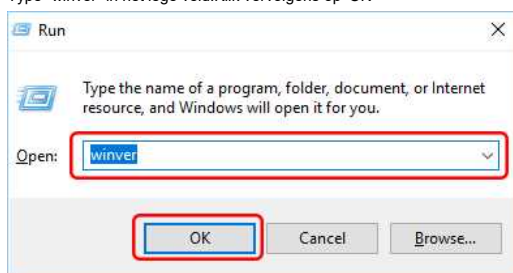 Run
Type the name of a program, folder, document, or Internet
resource, and Windows will open it for you.
Open: winver
OK Cancel Browse...